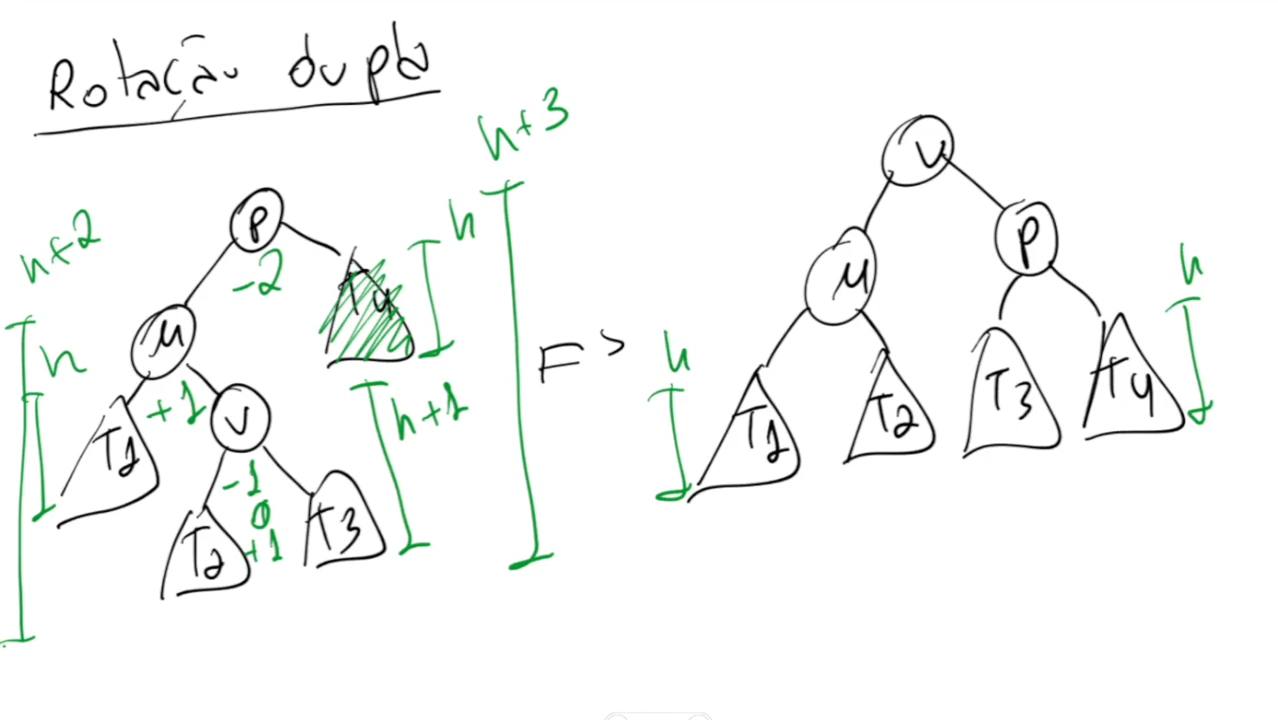 Rotação dupla
h+3
h+2
p
-2
h
T4
u
h
+1
v
h+1
T1
-1
0
+1
T2
T3
=>
v
u
p
h
h
T1
T2
T3
T4